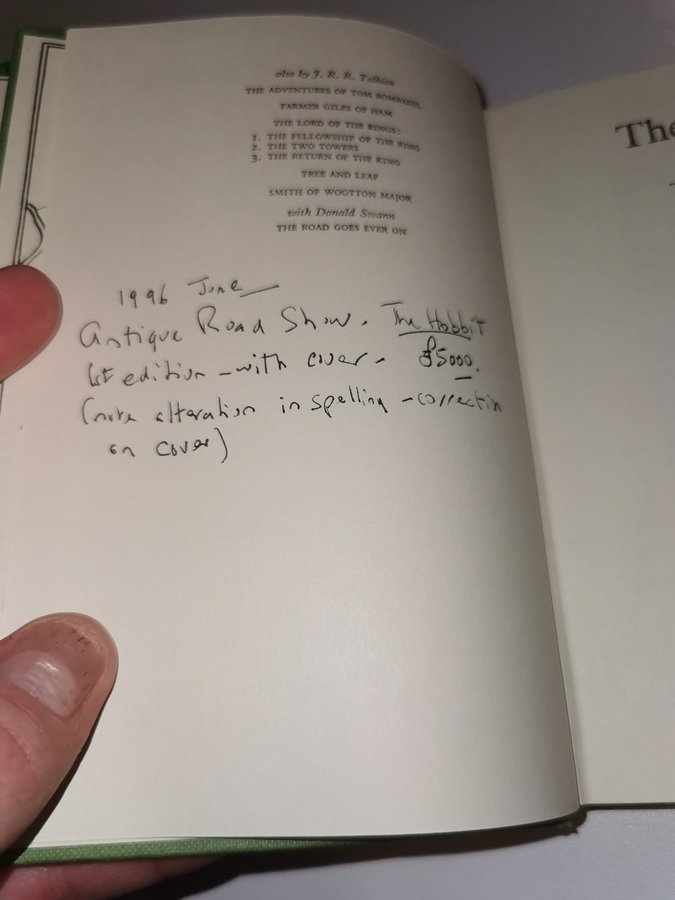 also by J. R. R. Tolkien
THE ADVENTURES OF TOM BOMBADIL
FARMER GILES OF HAM
THE LORD OF THE RINGS:
1. THE FELLOWSHIP OF THE RING
2. THE TWO TOWERS
3. THE RETURN OF THE RING
TREE AND LEAF
SMITH OF WOOTTON MAJOR
with Donald Swann
THE ROAD GOES EVER ON
The
1996 June
Antique Road Show. The Hobbit
1st edition - with cover. £5000.
(note alteration in spelling - correction
on cover)